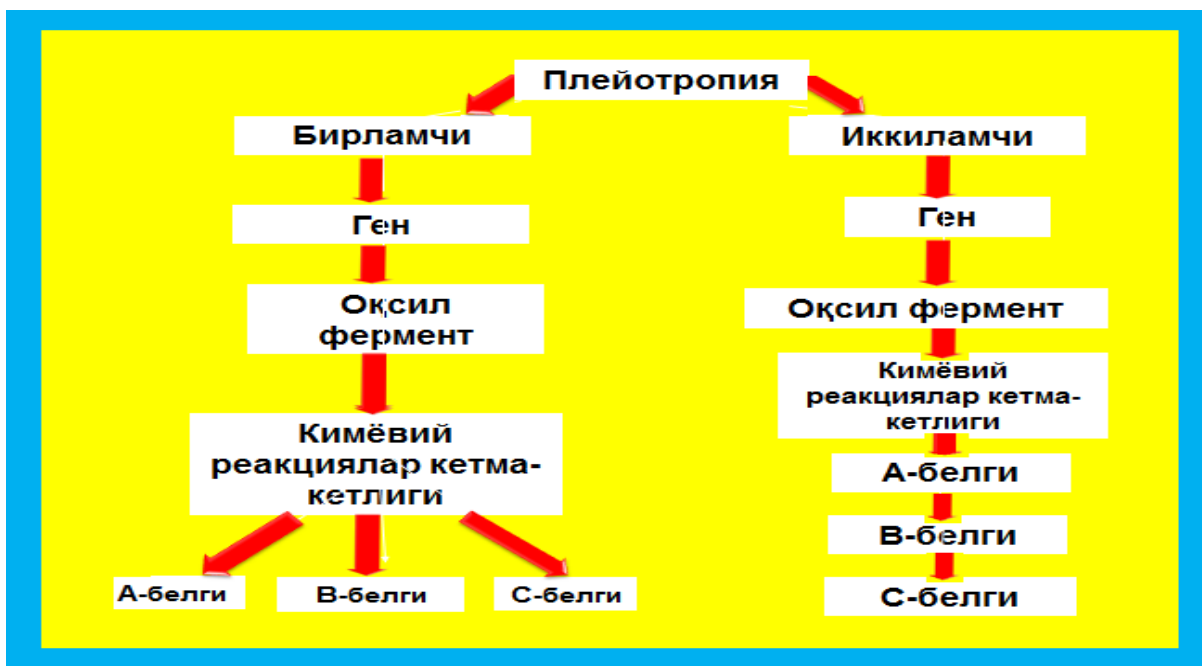 Плейотропия
Бирламчи
Ген
Оқсил
фермент
Кимёвий
реакциялар кетма-
кетлиги
А-белги
В-белги
С-белги
Иккиламчи
Ген
Оқсил фермент
Кимёвий
реакциялар кетма-
кетлиги
А-белги
В-белги
С-белги